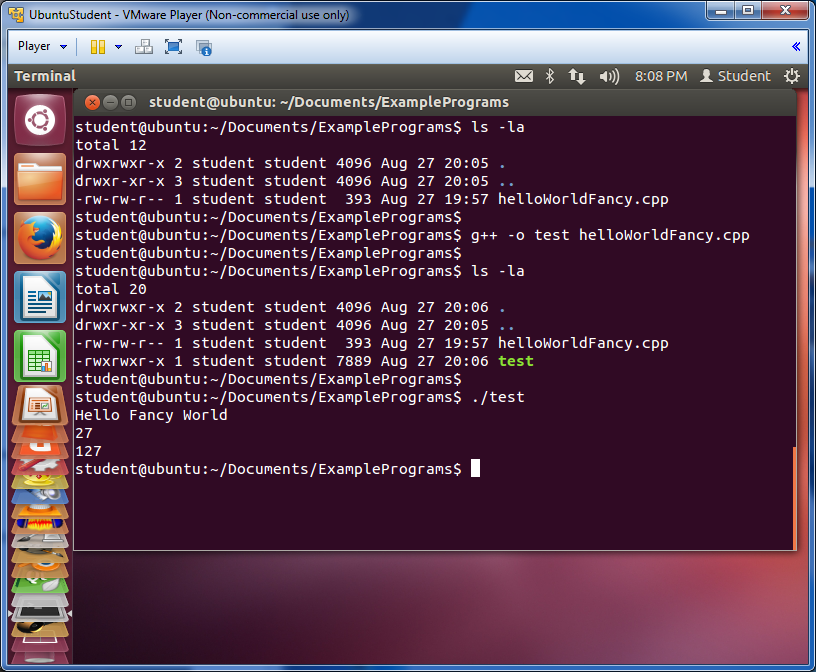 UbuntuStudent - VMware Player (Non-commercial use only)
Player
Terminal
8:08 PM Student
student@ubuntu: ~/Documents/ExamplePrograms
student@ubuntu:~/Documents/ExamplePrograms$ ls -la
total 12
drwxrwxr-x 2 student student 4096 Aug 27 20:05 .
drwxr-xr-x 3 student student 4096 Aug 27 20:05 ..
-rw-rw-r-- 1 student student  393 Aug 27 19:57 helloWorldFancy.cpp
student@ubuntu:~/Documents/ExamplePrograms$
student@ubuntu:~/Documents/ExamplePrograms$ g++ -o test helloWorldFancy.cpp
student@ubuntu:~/Documents/ExamplePrograms$
student@ubuntu:~/Documents/ExamplePrograms$ ls -la
total 20
drwxrwxr-x 2 student student 4096 Aug 27 20:06 .
drwxr-xr-x 3 student student 4096 Aug 27 20:05 ..
-rw-rw-r-- 1 student student  393 Aug 27 19:57 helloWorldFancy.cpp
-rwxrwxr-x 1 student student 7889 Aug 27 20:06 test
student@ubuntu:~/Documents/ExamplePrograms$
student@ubuntu:~/Documents/ExamplePrograms$ ./test
Hello Fancy World
27
127
student@ubuntu:~/Documents/ExamplePrograms$